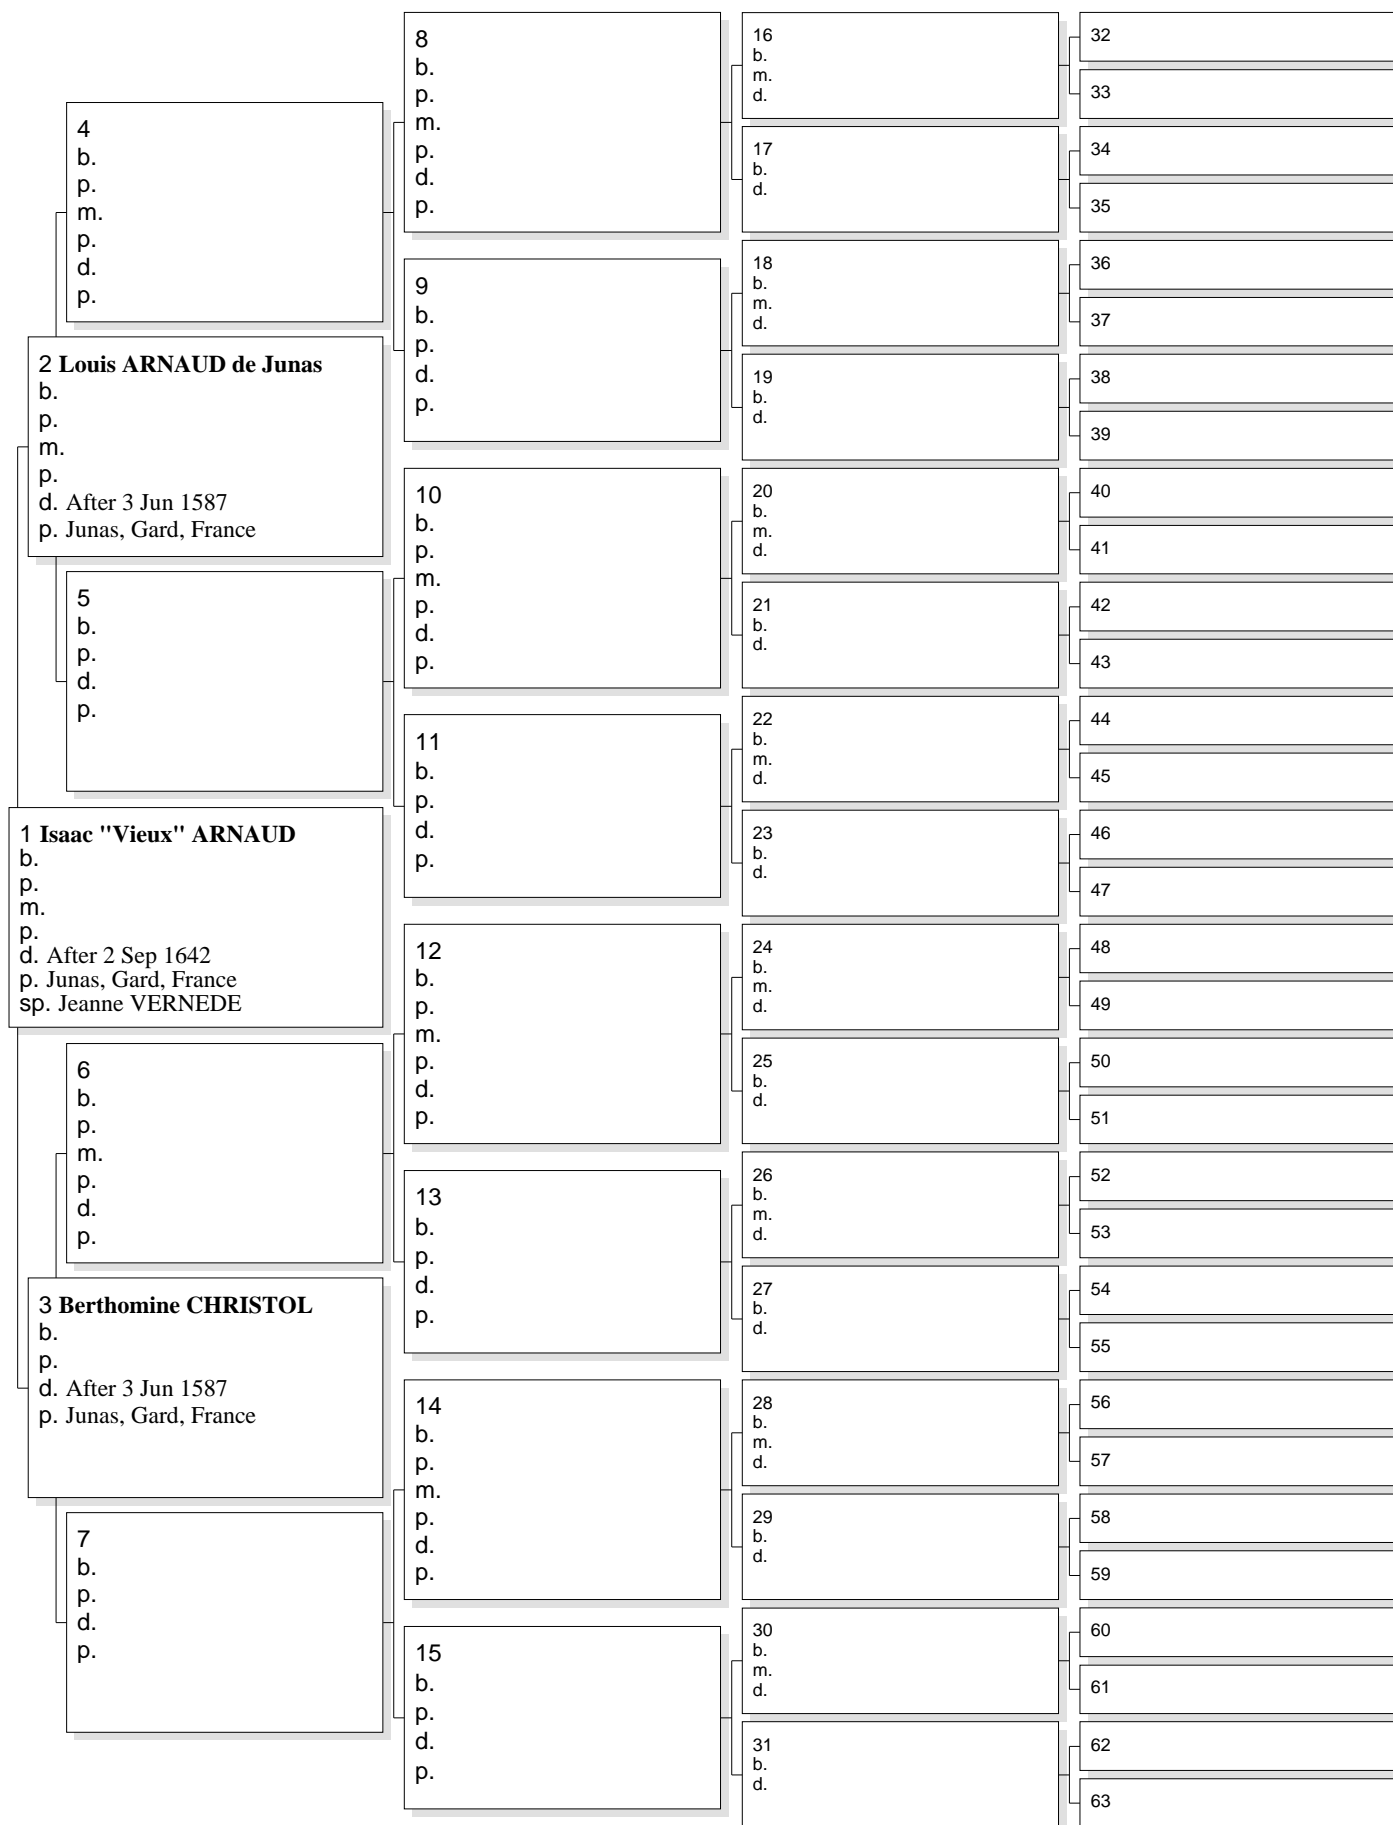 4
b.
p.
m.
p.
d.
p.
2 Louis ARNAUD de Junas
b.
p.
m.
p.
d. After 3 Jun 1587
p. Junas, Gard, France
5
b.
p.
d.
p.
1 Isaac "Vieux" ARNAUD
b.
p.
m.
p.
d. After 2 Sep 1642
p. Junas, Gard, France
sp. Jeanne VERNEDE
6
b.
p.
m.
p.
d.
p.
3 Berthomine CHRISTOL
b.
p.
d. After 3 Jun 1587
p. Junas, Gard, France
7
b.
p.
d.
p.
8
b.
p.
m.
p.
d.
p.
9
b.
p.
d.
p.
10
b.
p.
m.
p.
d.
p.
11
b.
p.
d.
p.
12
b.
p.
m.
p.
d.
p.
13
b.
p.
d.
p.
14
b.
p.
m.
p.
d.
p.
15
b.
p.
d.
p.
16
b.
m.
d.
17
b.
d.
18
b.
m.
d.
19
b.
d.
20
b.
m.
d.
21
b.
d.
22
b.
m.
d.
23
b.
d.
24
b.
m.
d.
25
b.
d.
26
b.
m.
d.
27
b.
d.
28
b.
m.
d.
29
b.
d.
30
b.
m.
d.
31
b.
d.
32
33
34
35
36
37
38
39
40
41
42
43
44
45
46
47
48
49
50
51
52
53
54
55
56
57
58
59
60
61
62
63